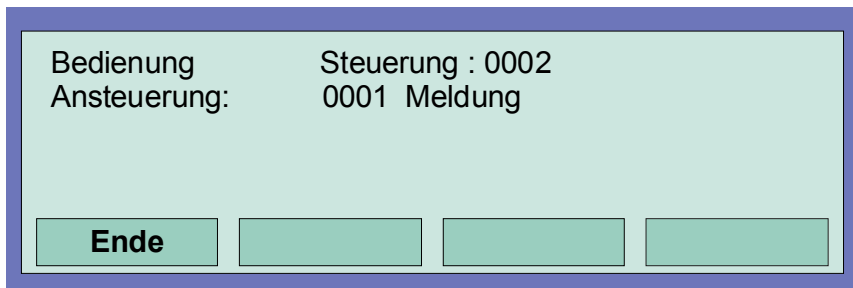 Bedienung Steuerung : 0002
Ansteuerung: 0001 Meldung
Ende